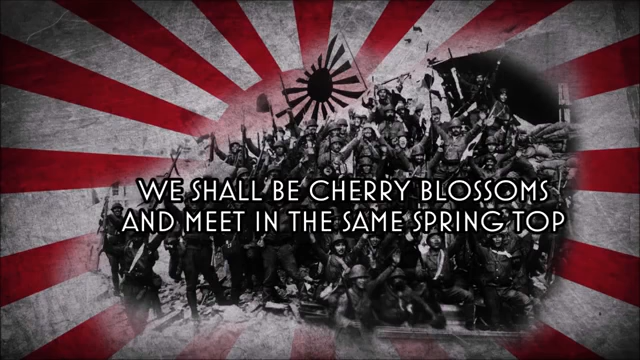 WE SHALL BE CHERRY BLOSSOMS
AND MEET IN THE SAME SPRING TOP